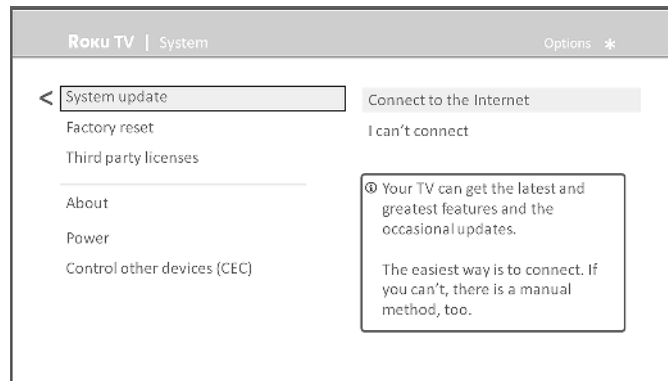 Roku TV | System
Options *
< System update
Factory reset
Third party licenses
About
Power
Control other devices (CEC)
Connect to the Internet
I can't connect
ⓘ Your TV can get the latest and
greatest features and the
occasional updates.
The easiest way is to connect. If
you can't, there is a manual
method, too.